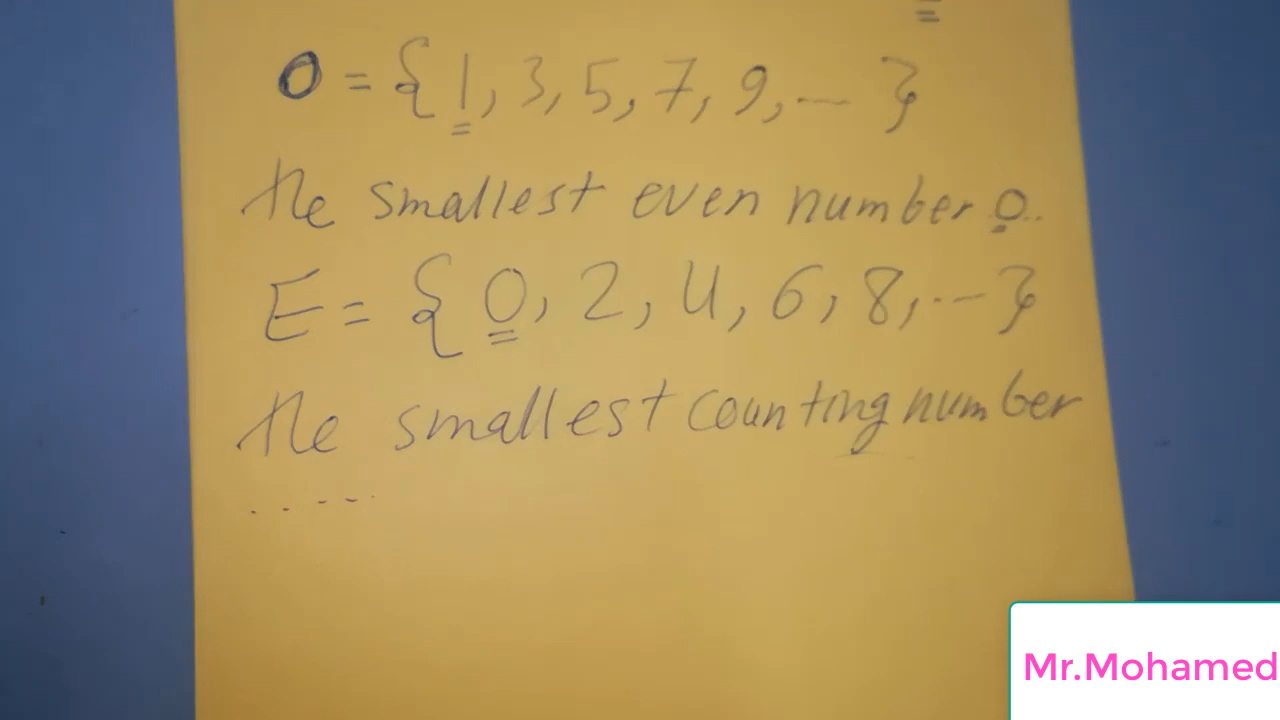 O = { 1, 3, 5, 7, 9, ... }
the smallest even number 0..
E = { 0, 2, 4, 6, 8, ... }
the smallest counting number
.....
Mr.Mohamed